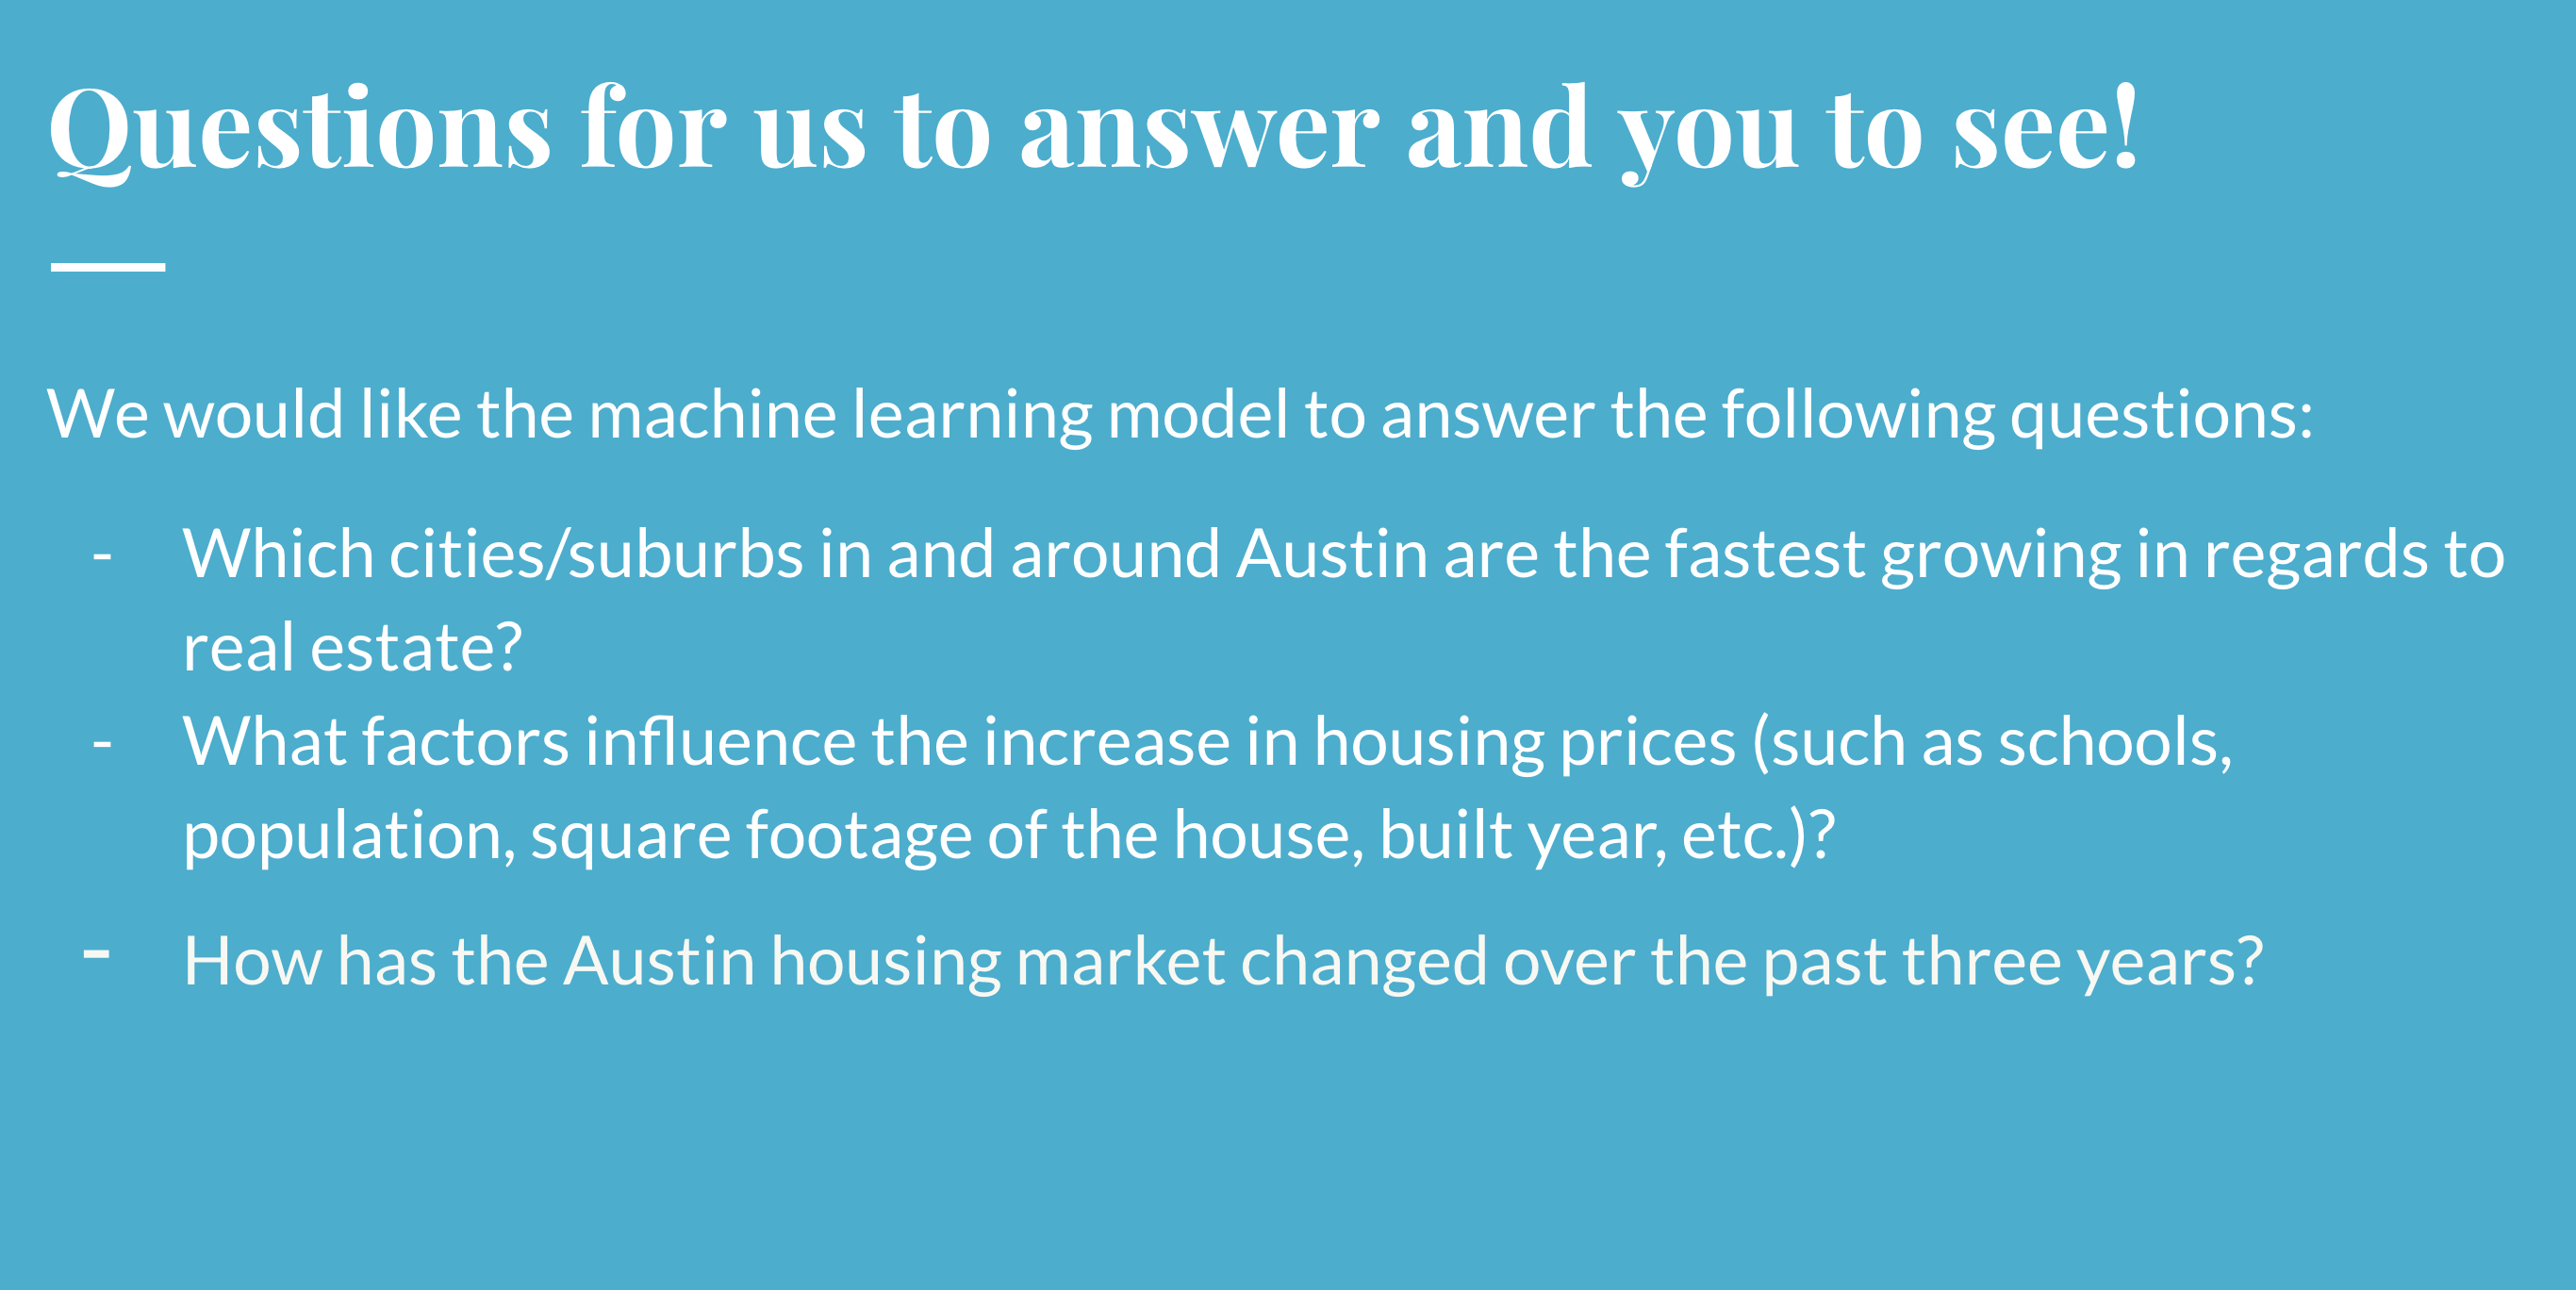 Questions for us to answer and you to see!
We would like the machine learning model to answer the following questions:
- Which cities/suburbs in and around Austin are the fastest growing in regards to
real estate?
- What factors influence the increase in housing prices (such as schools,
population, square footage of the house, built year, etc.)?
- How has the Austin housing market changed over the past three years?